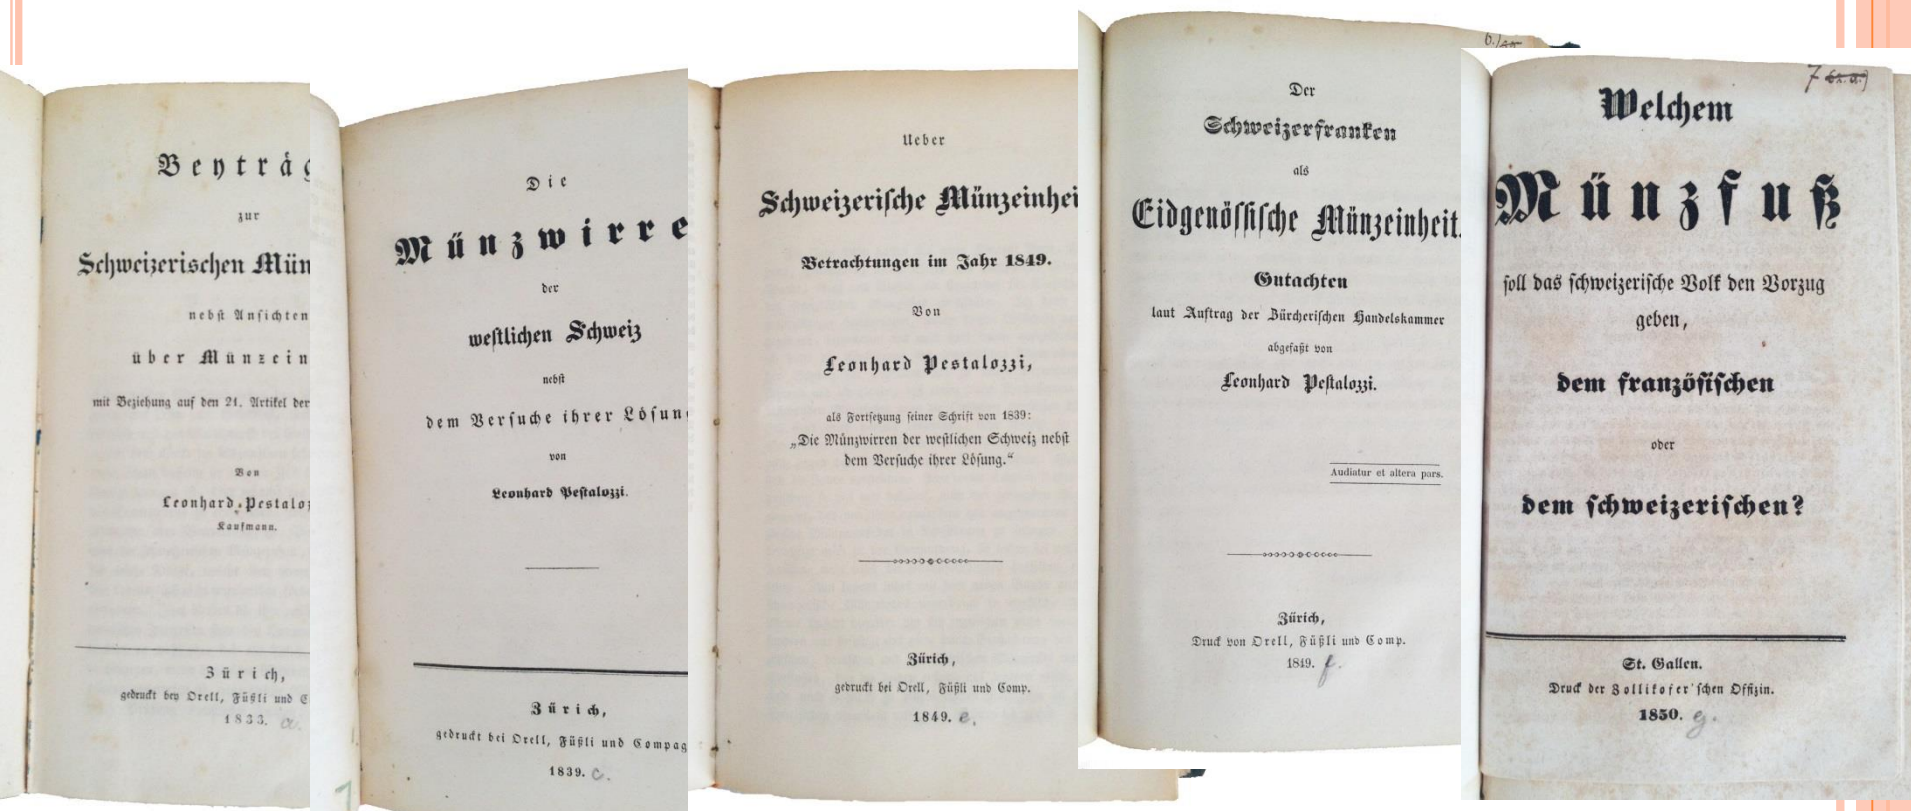 Beyträg
zur
Schweizerischen Mün
nebst Ansichten
über Münzein
mit Beziehung auf den 21. Artikel der
Von
Leonhard Pestaloz
Kaufmann.
Zürich,
gedruckt bey Orell, Füßli und C
1833. a.
Die
Münzwirre
der
westlichen Schweiz
nebst
dem Versuche ihrer Lösung
von
Leonhard Pestalozzi.
Zürich,
gedruckt bei Orell, Füßli und Compag
1839. c.
Ueber
Schweizerische Münzeinhei
Betrachtungen im Jahr 1849.
Von
Leonhard Pestalozzi,
als Fortsetzung seiner Schrift von 1839:
„Die Münzwirren der westlichen Schweiz nebst
dem Versuche ihrer Lösung.“
Zürich,
gedruckt bei Orell, Füßli und Comp.
1849. e.
6.
Der
Schweizerfranken
als
Eidgenössische Münzeinheit.
Gutachten
laut Auftrag der Zürcherischen Handelskammer
abgefaßt von
Leonhard Pestalozzi.
Audiatur et altera pars.
Zürich,
Druck von Orell, Füßli und Comp.
1849. f.
7
Welchem
Münzfuß
soll das schweizerische Volk den Vorzug
geben,
dem französischen
oder
dem schweizerischen?
St. Gallen.
Druck der Zollikofer'schen Offizin.
1850. g.